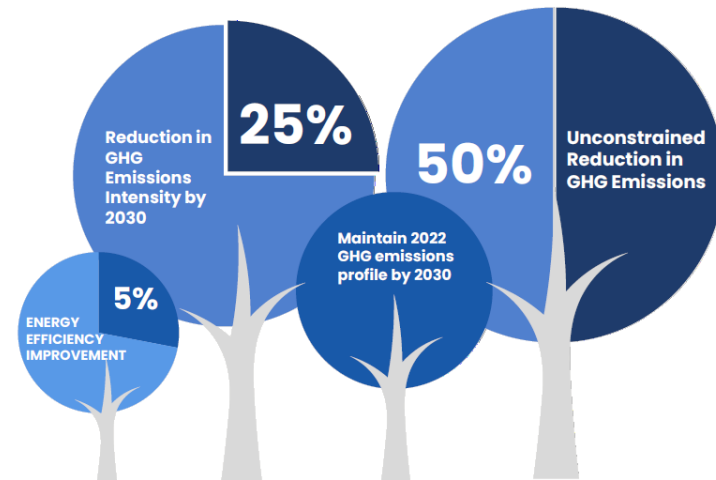 25%
Reduction in
GHG
Emissions
Intensity by
2030
50%
Unconstrained
Reduction in
GHG Emissions
Maintain 2022
GHG emissions
profile by 2030
5%
ENERGY
EFFICIENCY
IMPROVEMENT